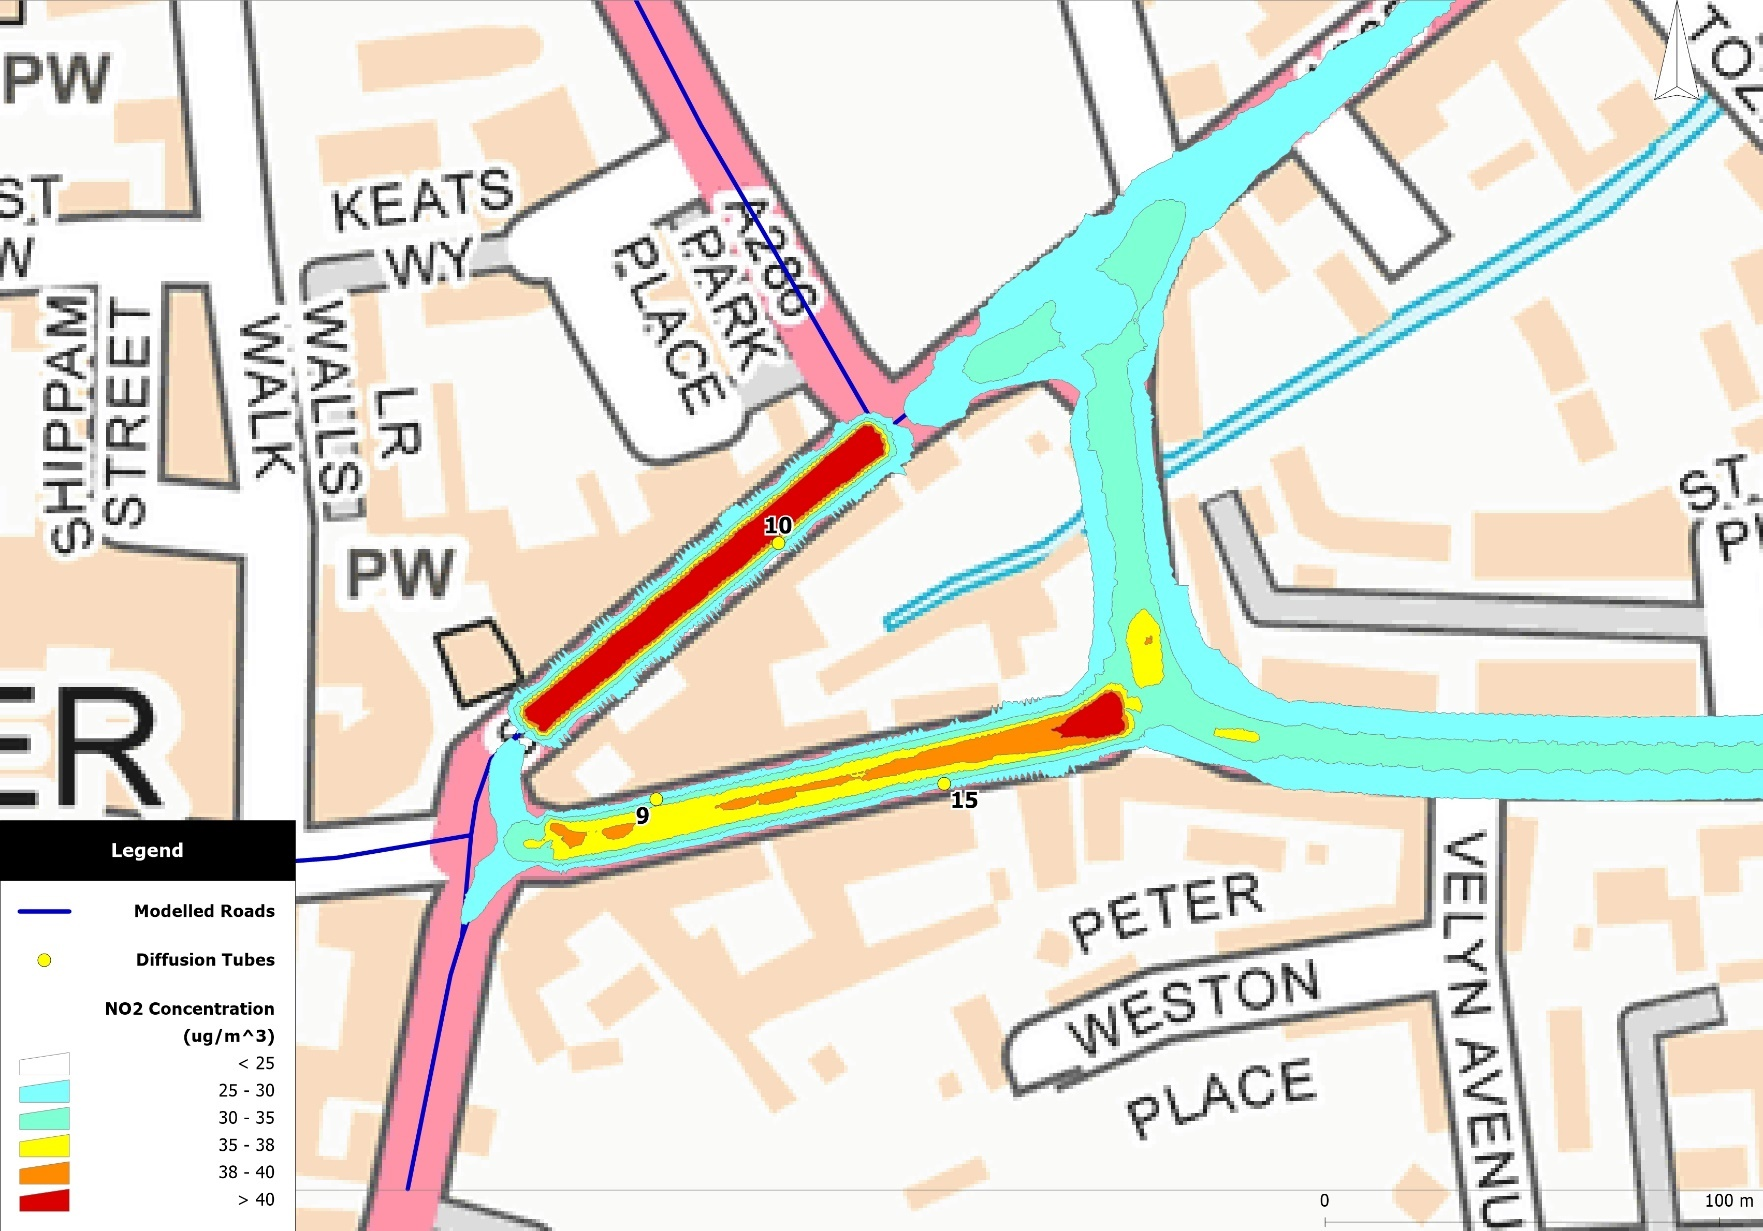 PW
ST
W
KEATS
WY
A286
PARK
PLACE
SHIPPAM
STREET
WALK
WALLS
LR
PW
ER
10
9
15
ST.
PETER
WESTON
PLACE
VELYN AVENU
Legend
Modelled Roads
Diffusion Tubes
NO2 Concentration
(ug/m^3)
< 25
25 - 30
30 - 35
35 - 38
38 - 40
> 40
0
100 m